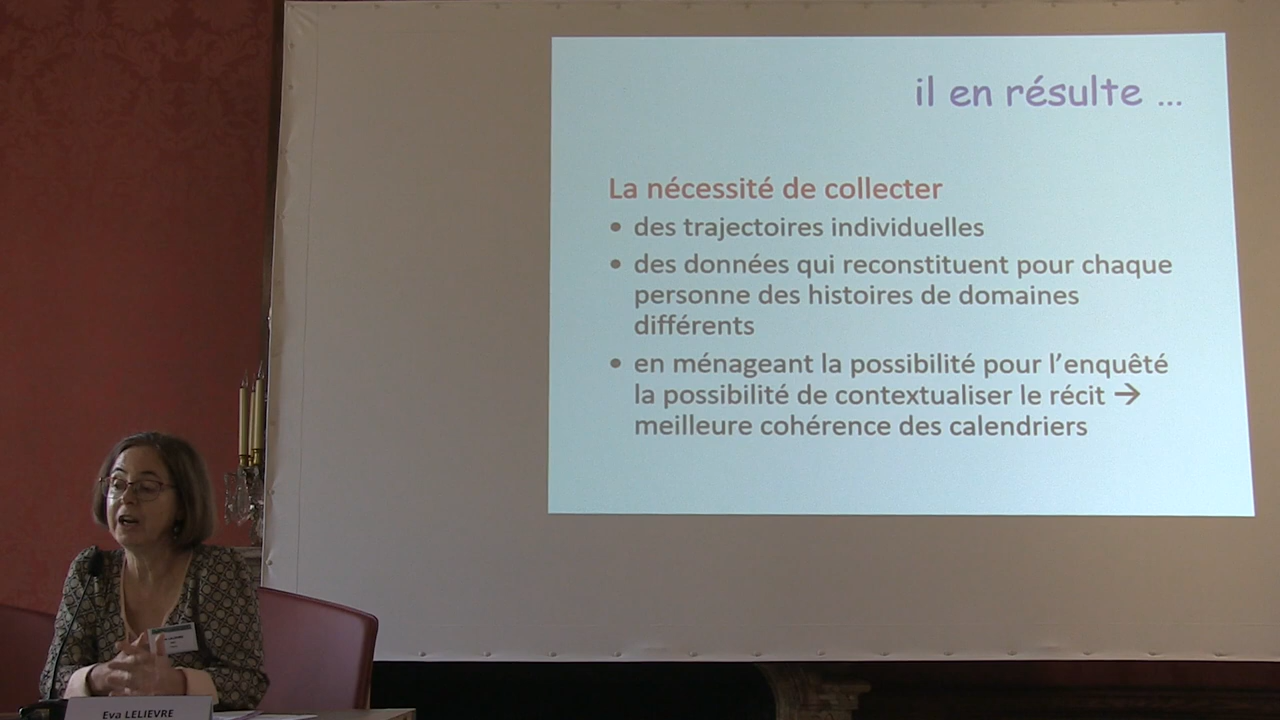 il en résulte ...
La nécessité de collecter
• des trajectoires individuelles
• des données qui reconstituent pour chaque
personne des histoires de domaines
différents
• en ménageant la possibilité pour l'enquêté
la possibilité de contextualiser le récit →
meilleure cohérence des calendriers
Eva LELIEVRE